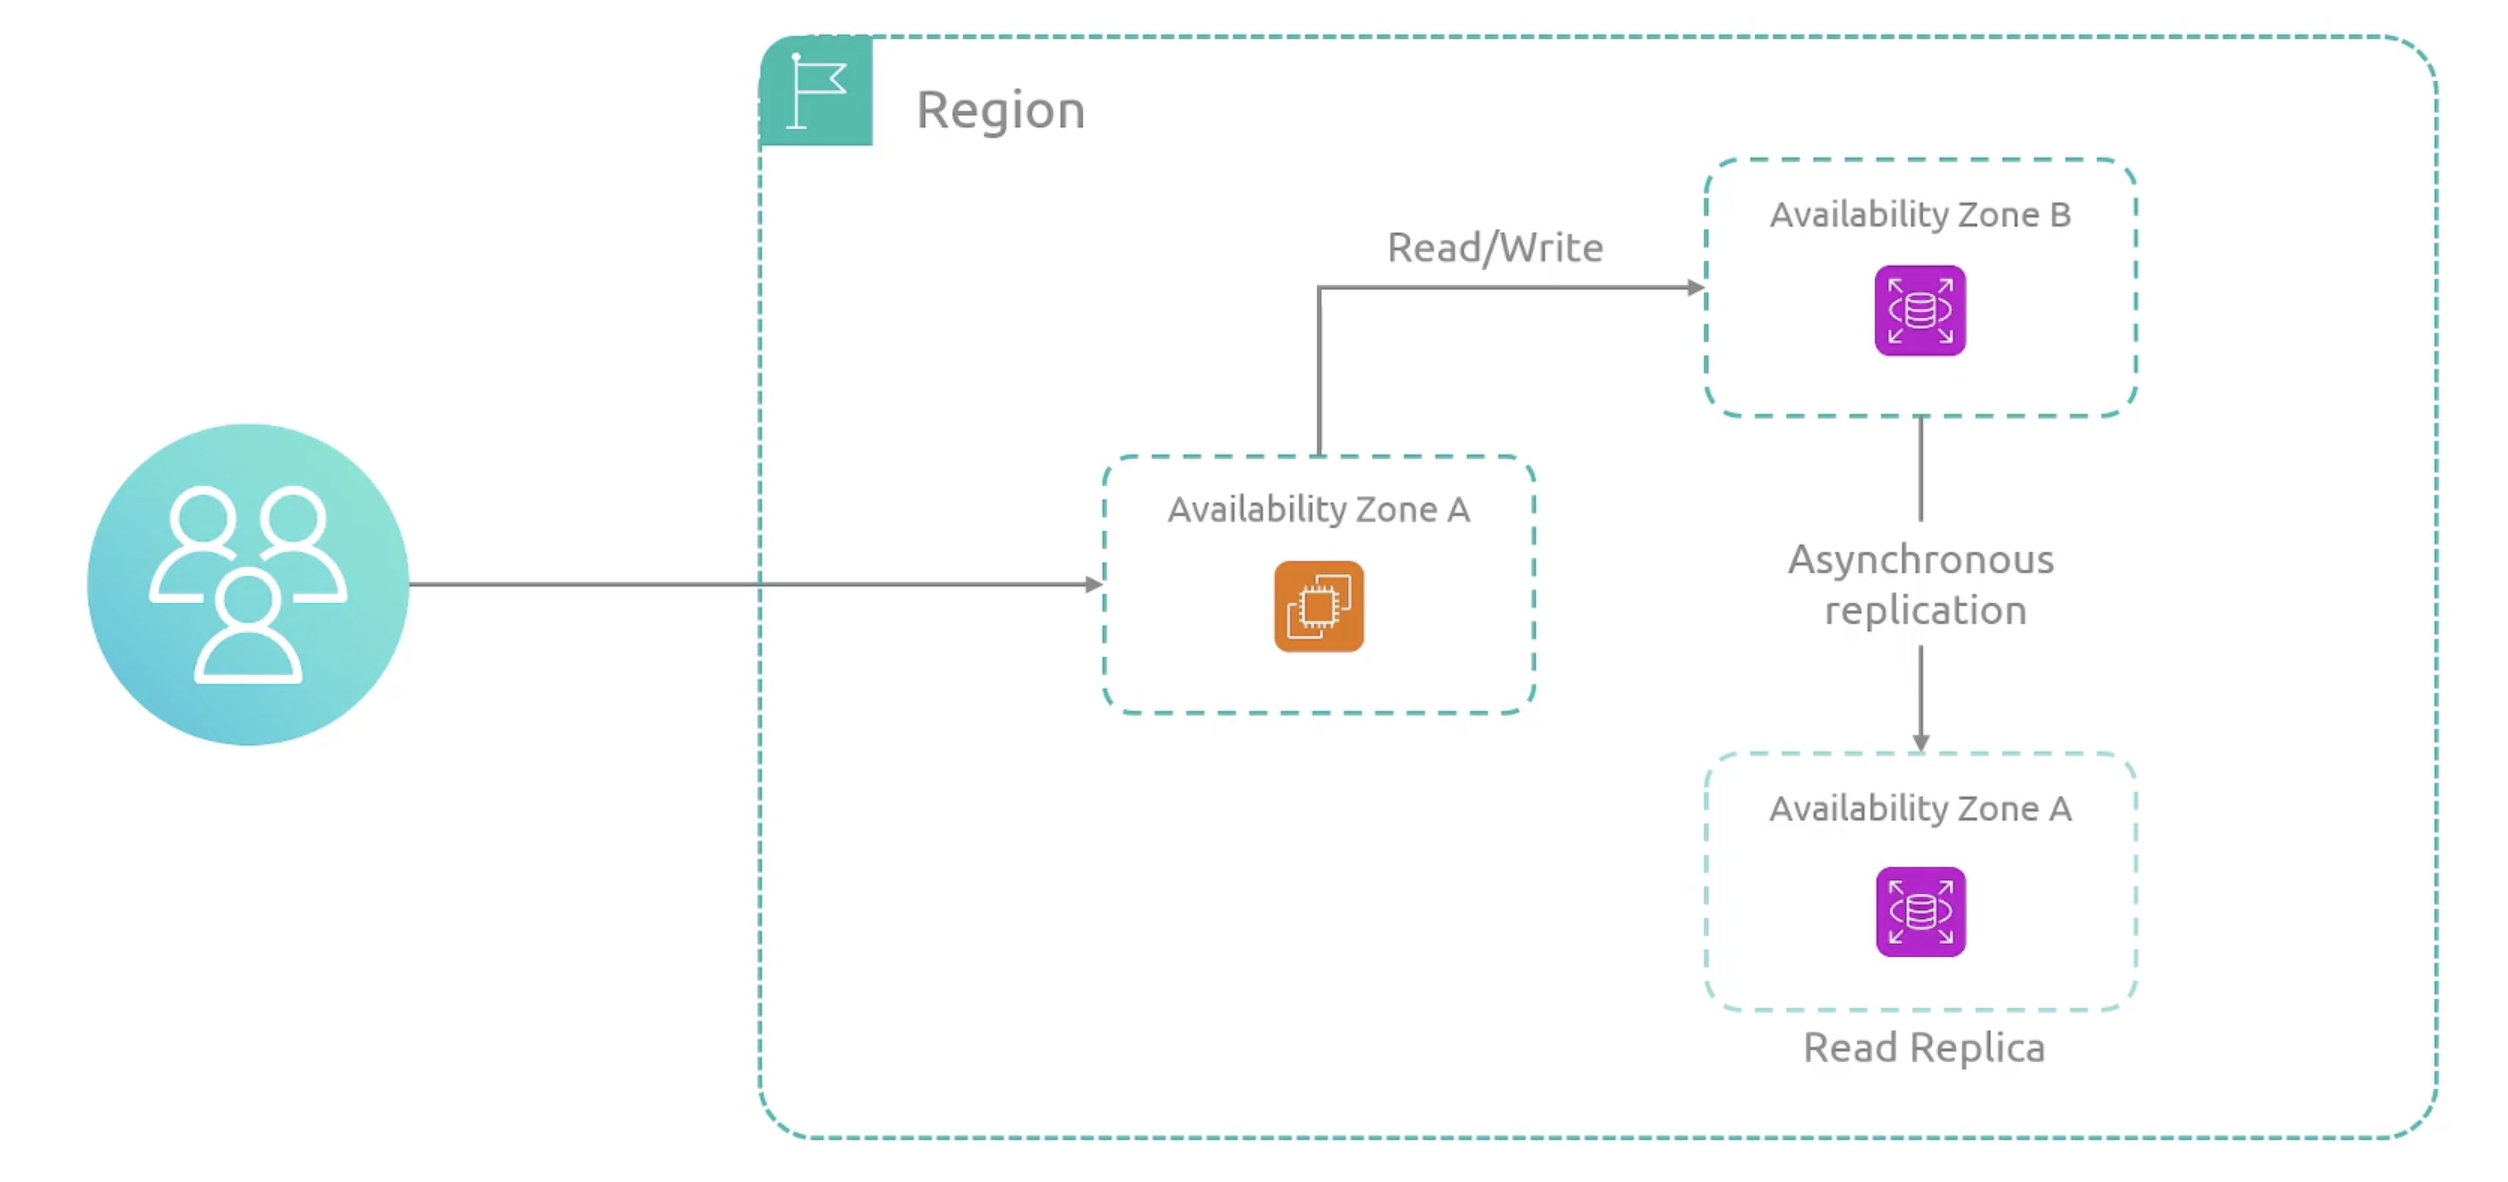 Region
Availability Zone B
Read/Write
Availability Zone A
Asynchronous
replication
Availability Zone A
Read Replica